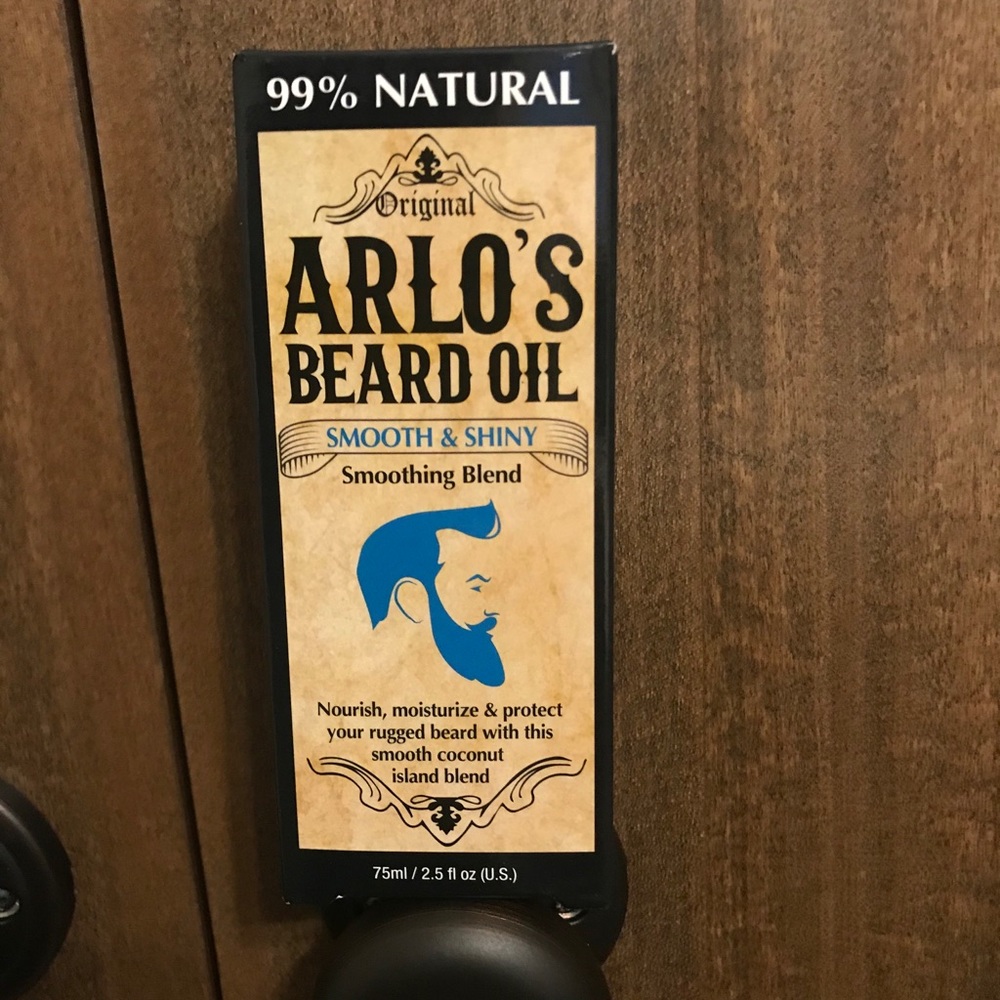 99% NATURAL
Original
ARLO'S
BEARD OIL
SMOOTH & SHINY
Smoothing Blend
Nourish, moisturize & protect
your rugged beard with this
smooth coconut
island blend
75ml / 2.5 fl oz (U.S.)